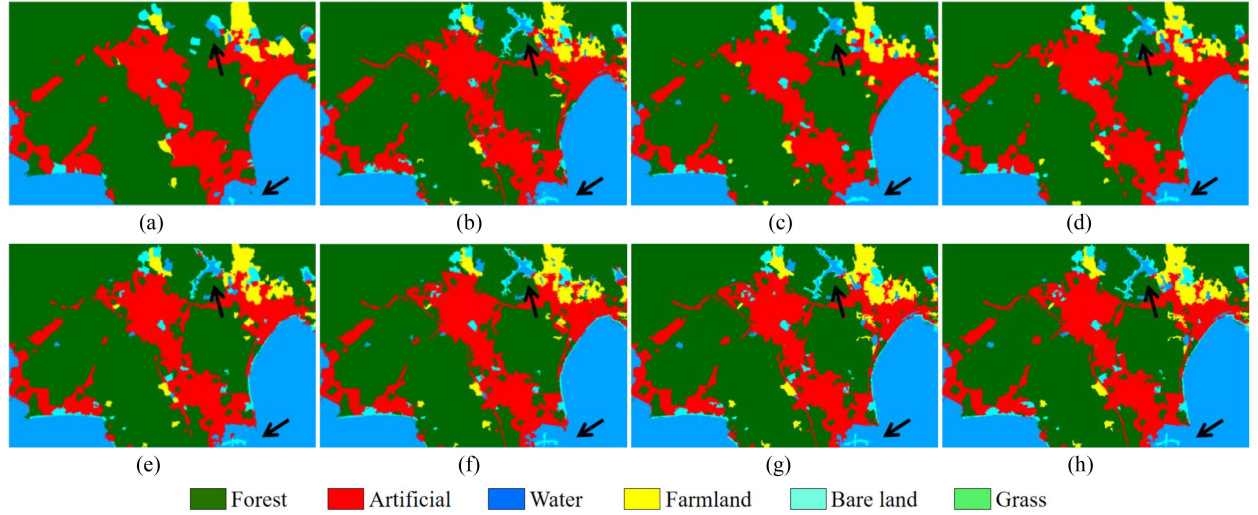 (a) (b) (c) (d)
(e) (f) (g) (h)
Forest Artificial Water Farmland Bare land Grass